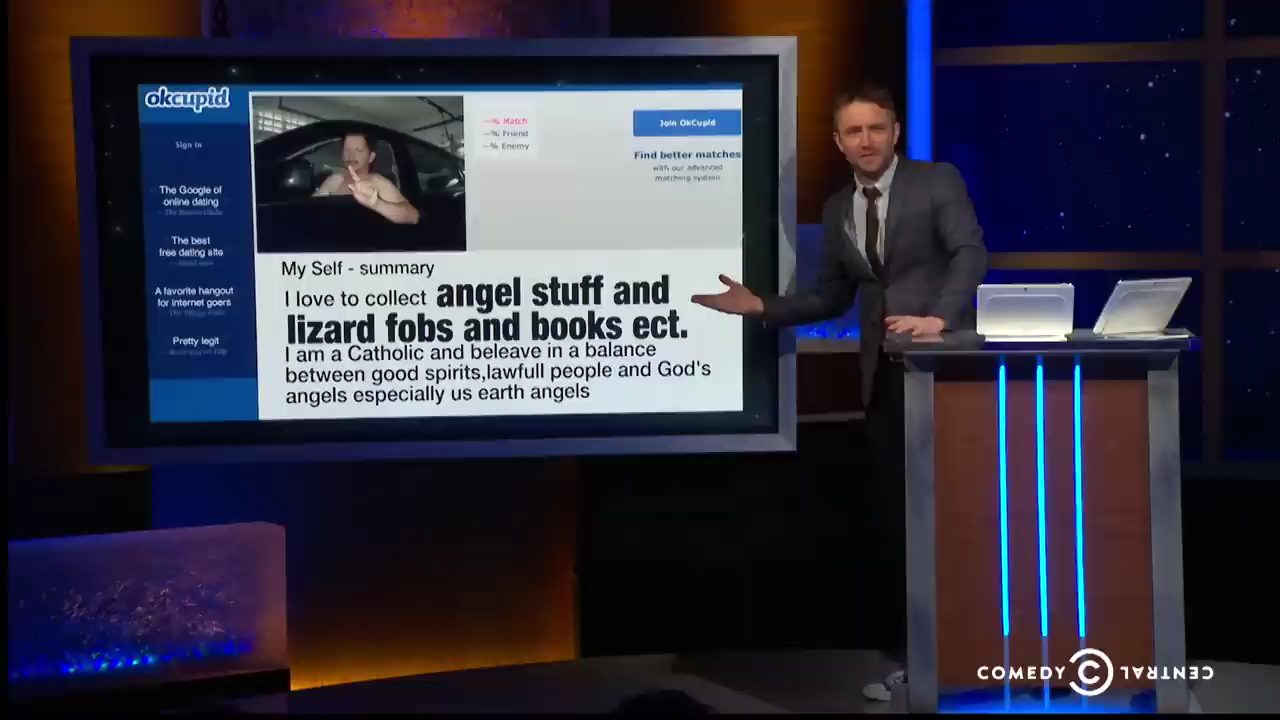 okcupid
Sign in
The Google of
online dating
The best
free dating site
A favorite hangout
for internet goers
Pretty legit
--% Match
--% Friend
--% Enemy
Join OkCupid
Find better matches
with our advanced
matching system
My Self - summary
I love to collect angel stuff and
lizard fobs and books ect.
I am a Catholic and beleave in a balance
between good spirits,lawfull people and God's
angels especially us earth angels
COMEDY CENTRAL